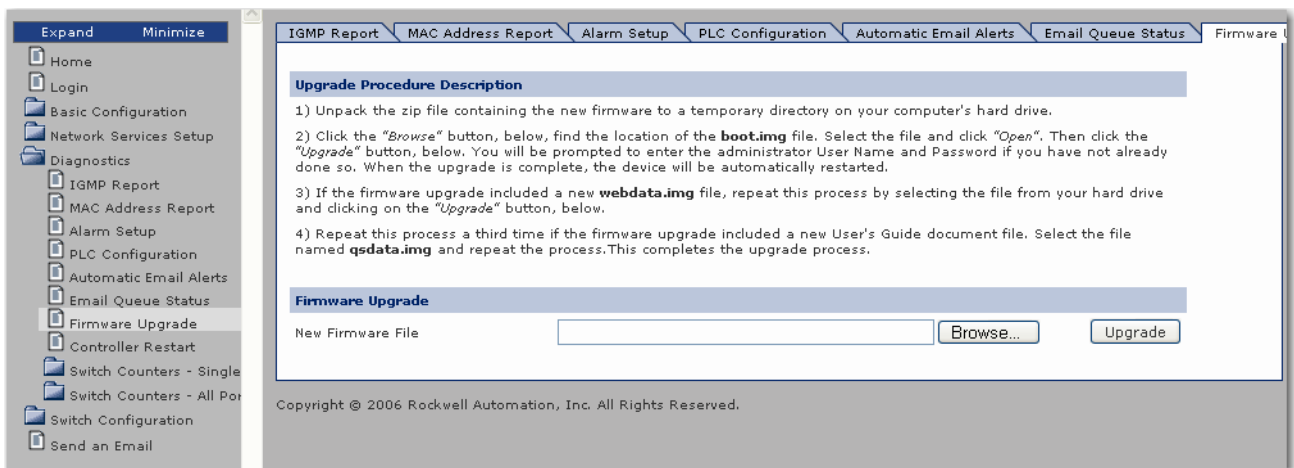 Expand Minimize
Home
Login
Basic Configuration
Network Services Setup
Diagnostics
IGMP Report
MAC Address Report
Alarm Setup
PLC Configuration
Automatic Email Alerts
Email Queue Status
Firmware Upgrade
Controller Restart
Switch Counters - Single
Switch Counters - All Por
Switch Configuration
Send an Email
IGMP Report MAC Address Report Alarm Setup PLC Configuration Automatic Email Alerts Email Queue Status Firmware
Upgrade Procedure Description
1) Unpack the zip file containing the new firmware to a temporary directory on your computer's hard drive.
2) Click the "Browse" button, below, find the location of the boot.img file. Select the file and click "Open". Then click the
"Upgrade" button, below. You will be prompted to enter the administrator User Name and Password if you have not already
done so. When the upgrade is complete, the device will be automatically restarted.
3) If the firmware upgrade included a new webdata.img file, repeat this process by selecting the file from your hard drive
and clicking on the "Upgrade" button, below.
4) Repeat this process a third time if the firmware upgrade included a new User's Guide document file. Select the file
named qsdata.img and repeat the process.This completes the upgrade process.
Firmware Upgrade
New Firmware File Browse... Upgrade
Copyright © 2006 Rockwell Automation, Inc. All Rights Reserved.